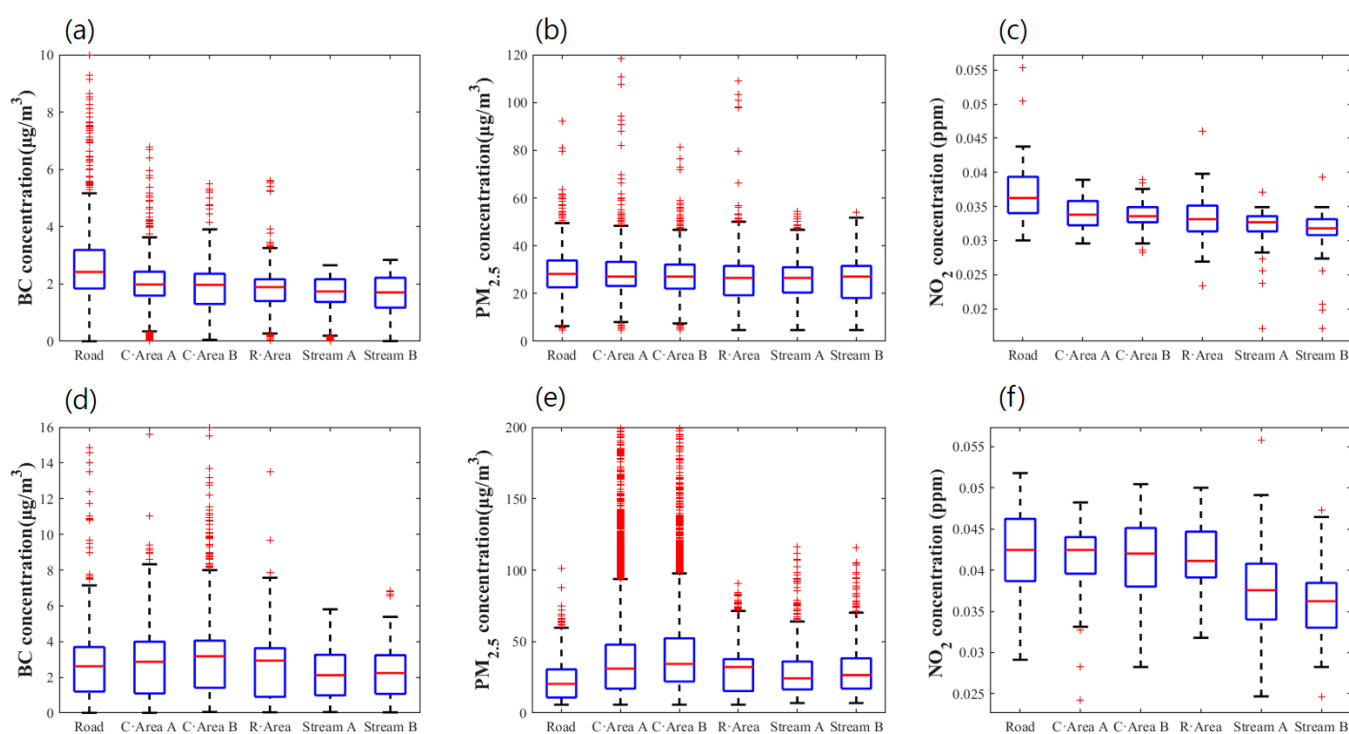 (a)
BC concentration(μg/m³)
10
8
6
4
2
0
Road C·Area A C·Area B R·Area Stream A Stream B
(b)
PM₂.₅ concentration(μg/m³)
120
100
80
60
40
20
0
Road C·Area A C·Area B R·Area Stream A Stream B
(c)
NO₂ concentration (ppm)
0.055
0.05
0.045
0.04
0.035
0.03
0.025
0.02
Road C·Area A C·Area B R·Area Stream A Stream B
(d)
BC concentration(μg/m³)
16
14
12
10
8
6
4
2
0
Road C·Area A C·Area B R·Area Stream A Stream B
(e)
PM₂.₅ concentration(μg/m³)
200
150
100
50
0
Road C·Area A C·Area B R·Area Stream A Stream B
(f)
NO₂ concentration (ppm)
0.055
0.05
0.045
0.04
0.035
0.03
0.025
Road C·Area A C·Area B R·Area Stream A Stream B